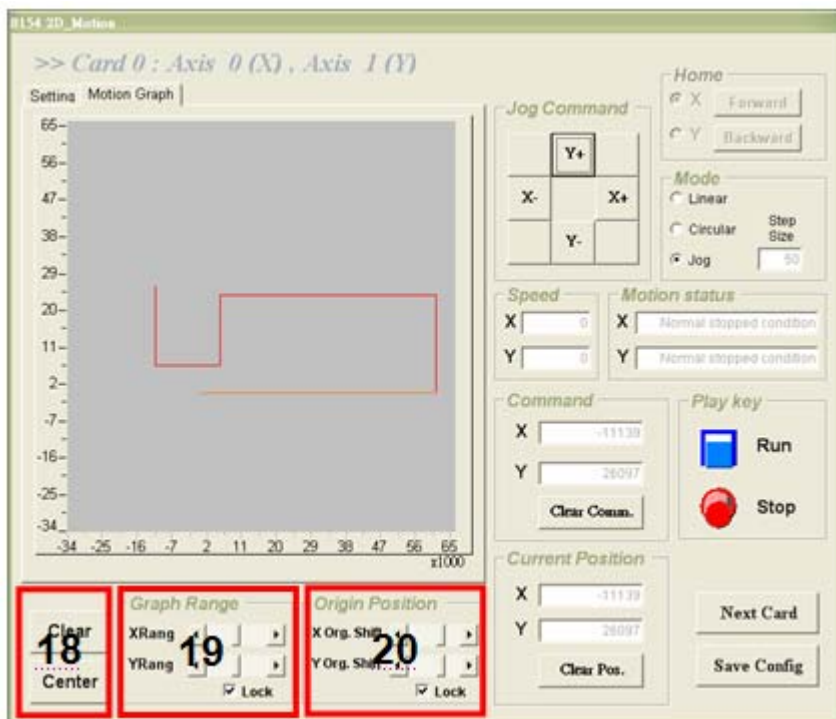 8154 2D_Motion
>> Card 0 : Axis 0 (X) , Axis 1 (Y)
Setting Motion Graph
65
56
47
38
29
20
11
2
-7
-16
-25
-34
-34 -25 -16 -7 2 11 20 29 38 47 56 65
x1000
Jog Command
Y+
X- X+
Y-
Home
X Forward
Y Backward
Mode
Linear
Circular
Jog
Step
Size
50
Speed
X 0
Y 0
Motion status
X Normal stopped condition
Y Normal stopped condition
Command
X -11139
Y 26097
Clear Comm.
Play key
Run
Stop
Current Position
X -11139
Y 26097
Clear Pos.
Next Card
Save Config
Clear
18
Center
Graph Range
XRang
19
YRang
Lock
Origin Position
X Org. Shift
20
Y Org. Shift
Lock